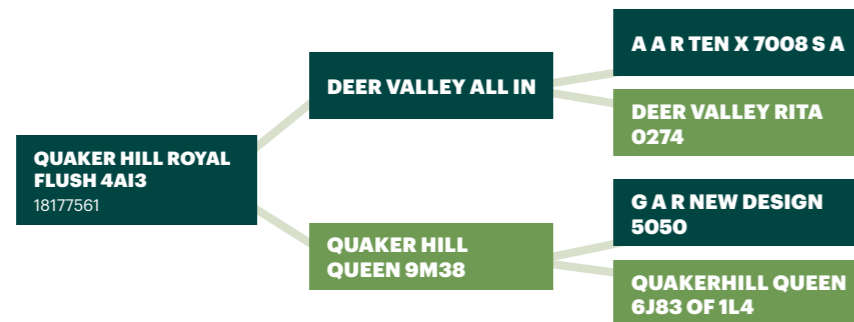 QUAKER HILL ROYAL
FLUSH 4AI3
18177561
DEER VALLEY ALL IN
QUAKER HILL
QUEEN 9M38
A A R TEN X 7008 S A
DEER VALLEY RITA
0274
G A R NEW DESIGN
5050
QUAKERHILL QUEEN
6J83 OF 1L4